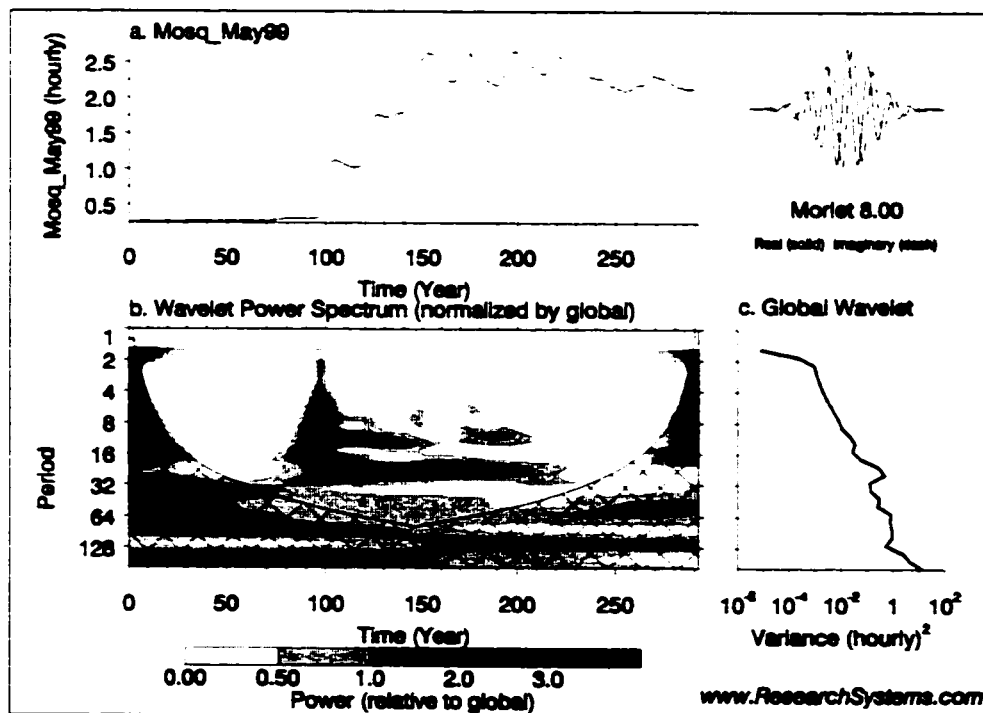 a. Mosq_May99
Mosq_May99 (hourly)
2.5
2.0
1.5
1.0
0.5
0 50 100 150 200 250
Time (Year)
Morlet 8.00
Real (solid) Imaginary (dash)
b. Wavelet Power Spectrum (normalized by global)
Period
1
2
4
8
16
32
64
128
0 50 100 150 200 250
Time (Year)
0.00 0.50 1.0 2.0 3.0
Power (relative to global)
c. Global Wavelet
10⁻⁴ 10⁻² 1 10²
Variance (hourly)²
www.ResearchSystems.com